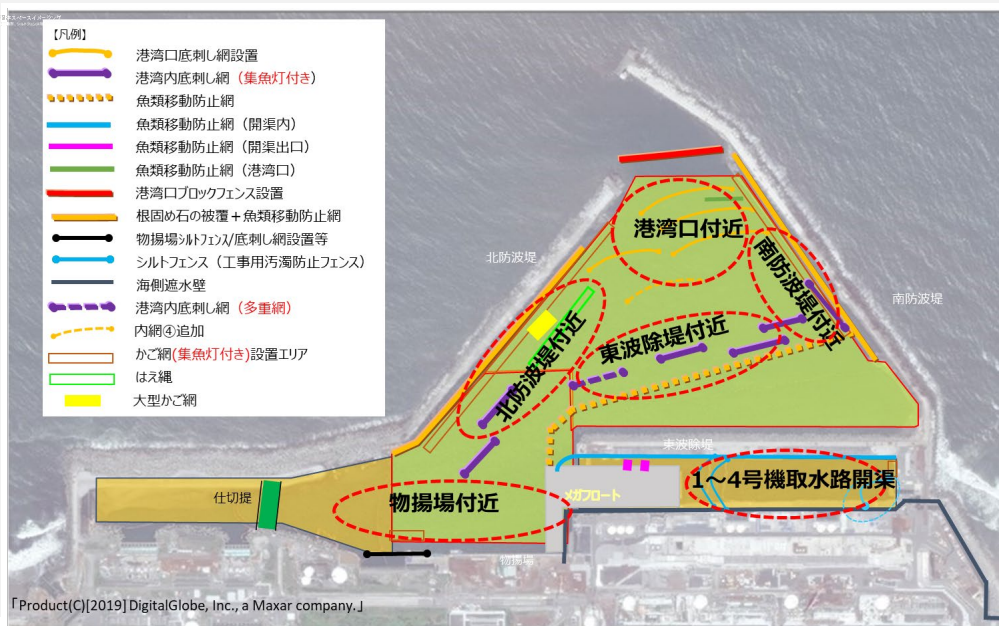 【凡例】
港湾口底刺し網設置
港湾内底刺し網（集魚灯付き）
魚類移動防止網
魚類移動防止網（開渠内）
魚類移動防止網（開渠出口）
魚類移動防止網（港湾口）
港湾口ブロックフェンス設置
根固め石の被覆＋魚類移動防止網
物揚場シルトフェンス/底刺し網設置等
シルトフェンス（工事用汚濁防止フェンス）
海側遮水壁
港湾内底刺し網（多重網）
内網④追加
かご網(集魚灯付き)設置エリア
はえ縄
大型かご網
港湾口付近
北防波堤
南防波堤付近
南防波堤
北防波堤付近
東波除堤付近
東波除堤
仕切提
物揚場付近
メガフロート
1～4号機取水路開渠
物揚場
「Product(C)[2019] DigitalGlobe, Inc., a Maxar company.」